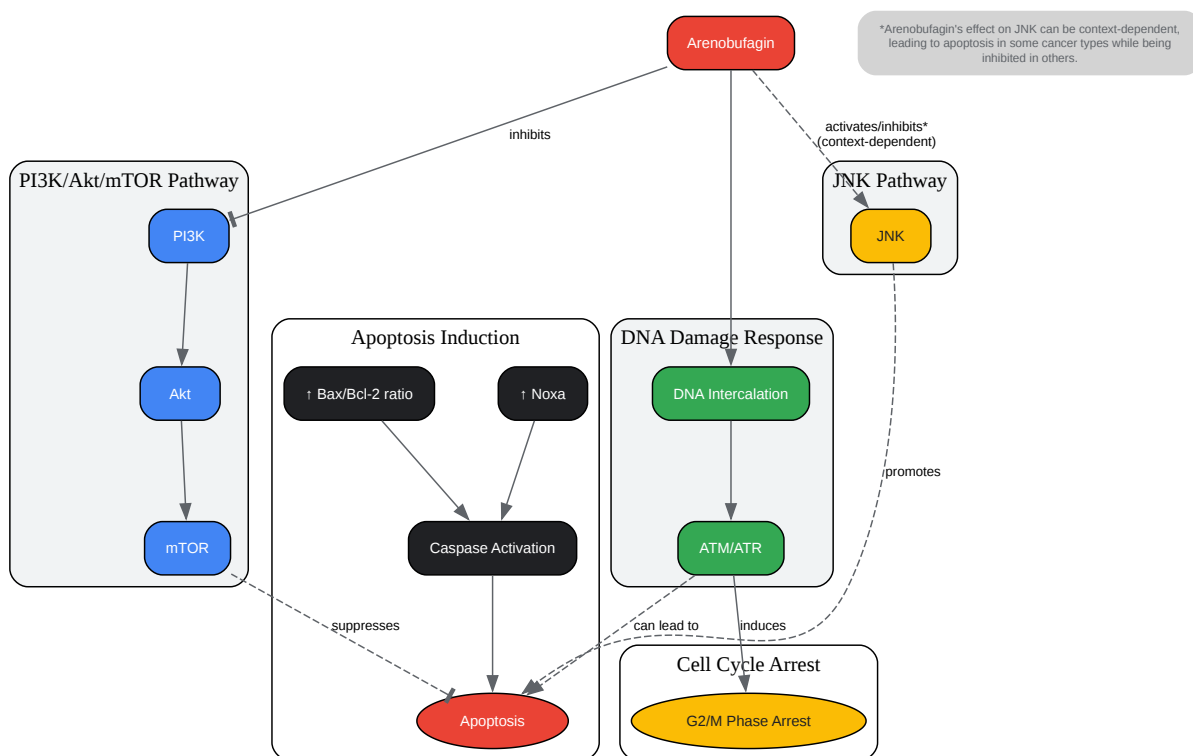 Arenobufagin
*Arenobufagin's effect on JNK can be context-dependent,
leading to apoptosis in some cancer types while being
inhibited in others.
inhibits
activates/inhibits*
(context-dependent)
PI3K/Akt/mTOR Pathway
JNK Pathway
PI3K
JNK
Apoptosis Induction
DNA Damage Response
Akt
↑ Bax/Bcl-2 ratio
↑ Noxa
DNA Intercalation
promotes
mTOR
Caspase Activation
ATM/ATR
suppresses
can lead to
induces
Cell Cycle Arrest
Apoptosis
G2/M Phase Arrest